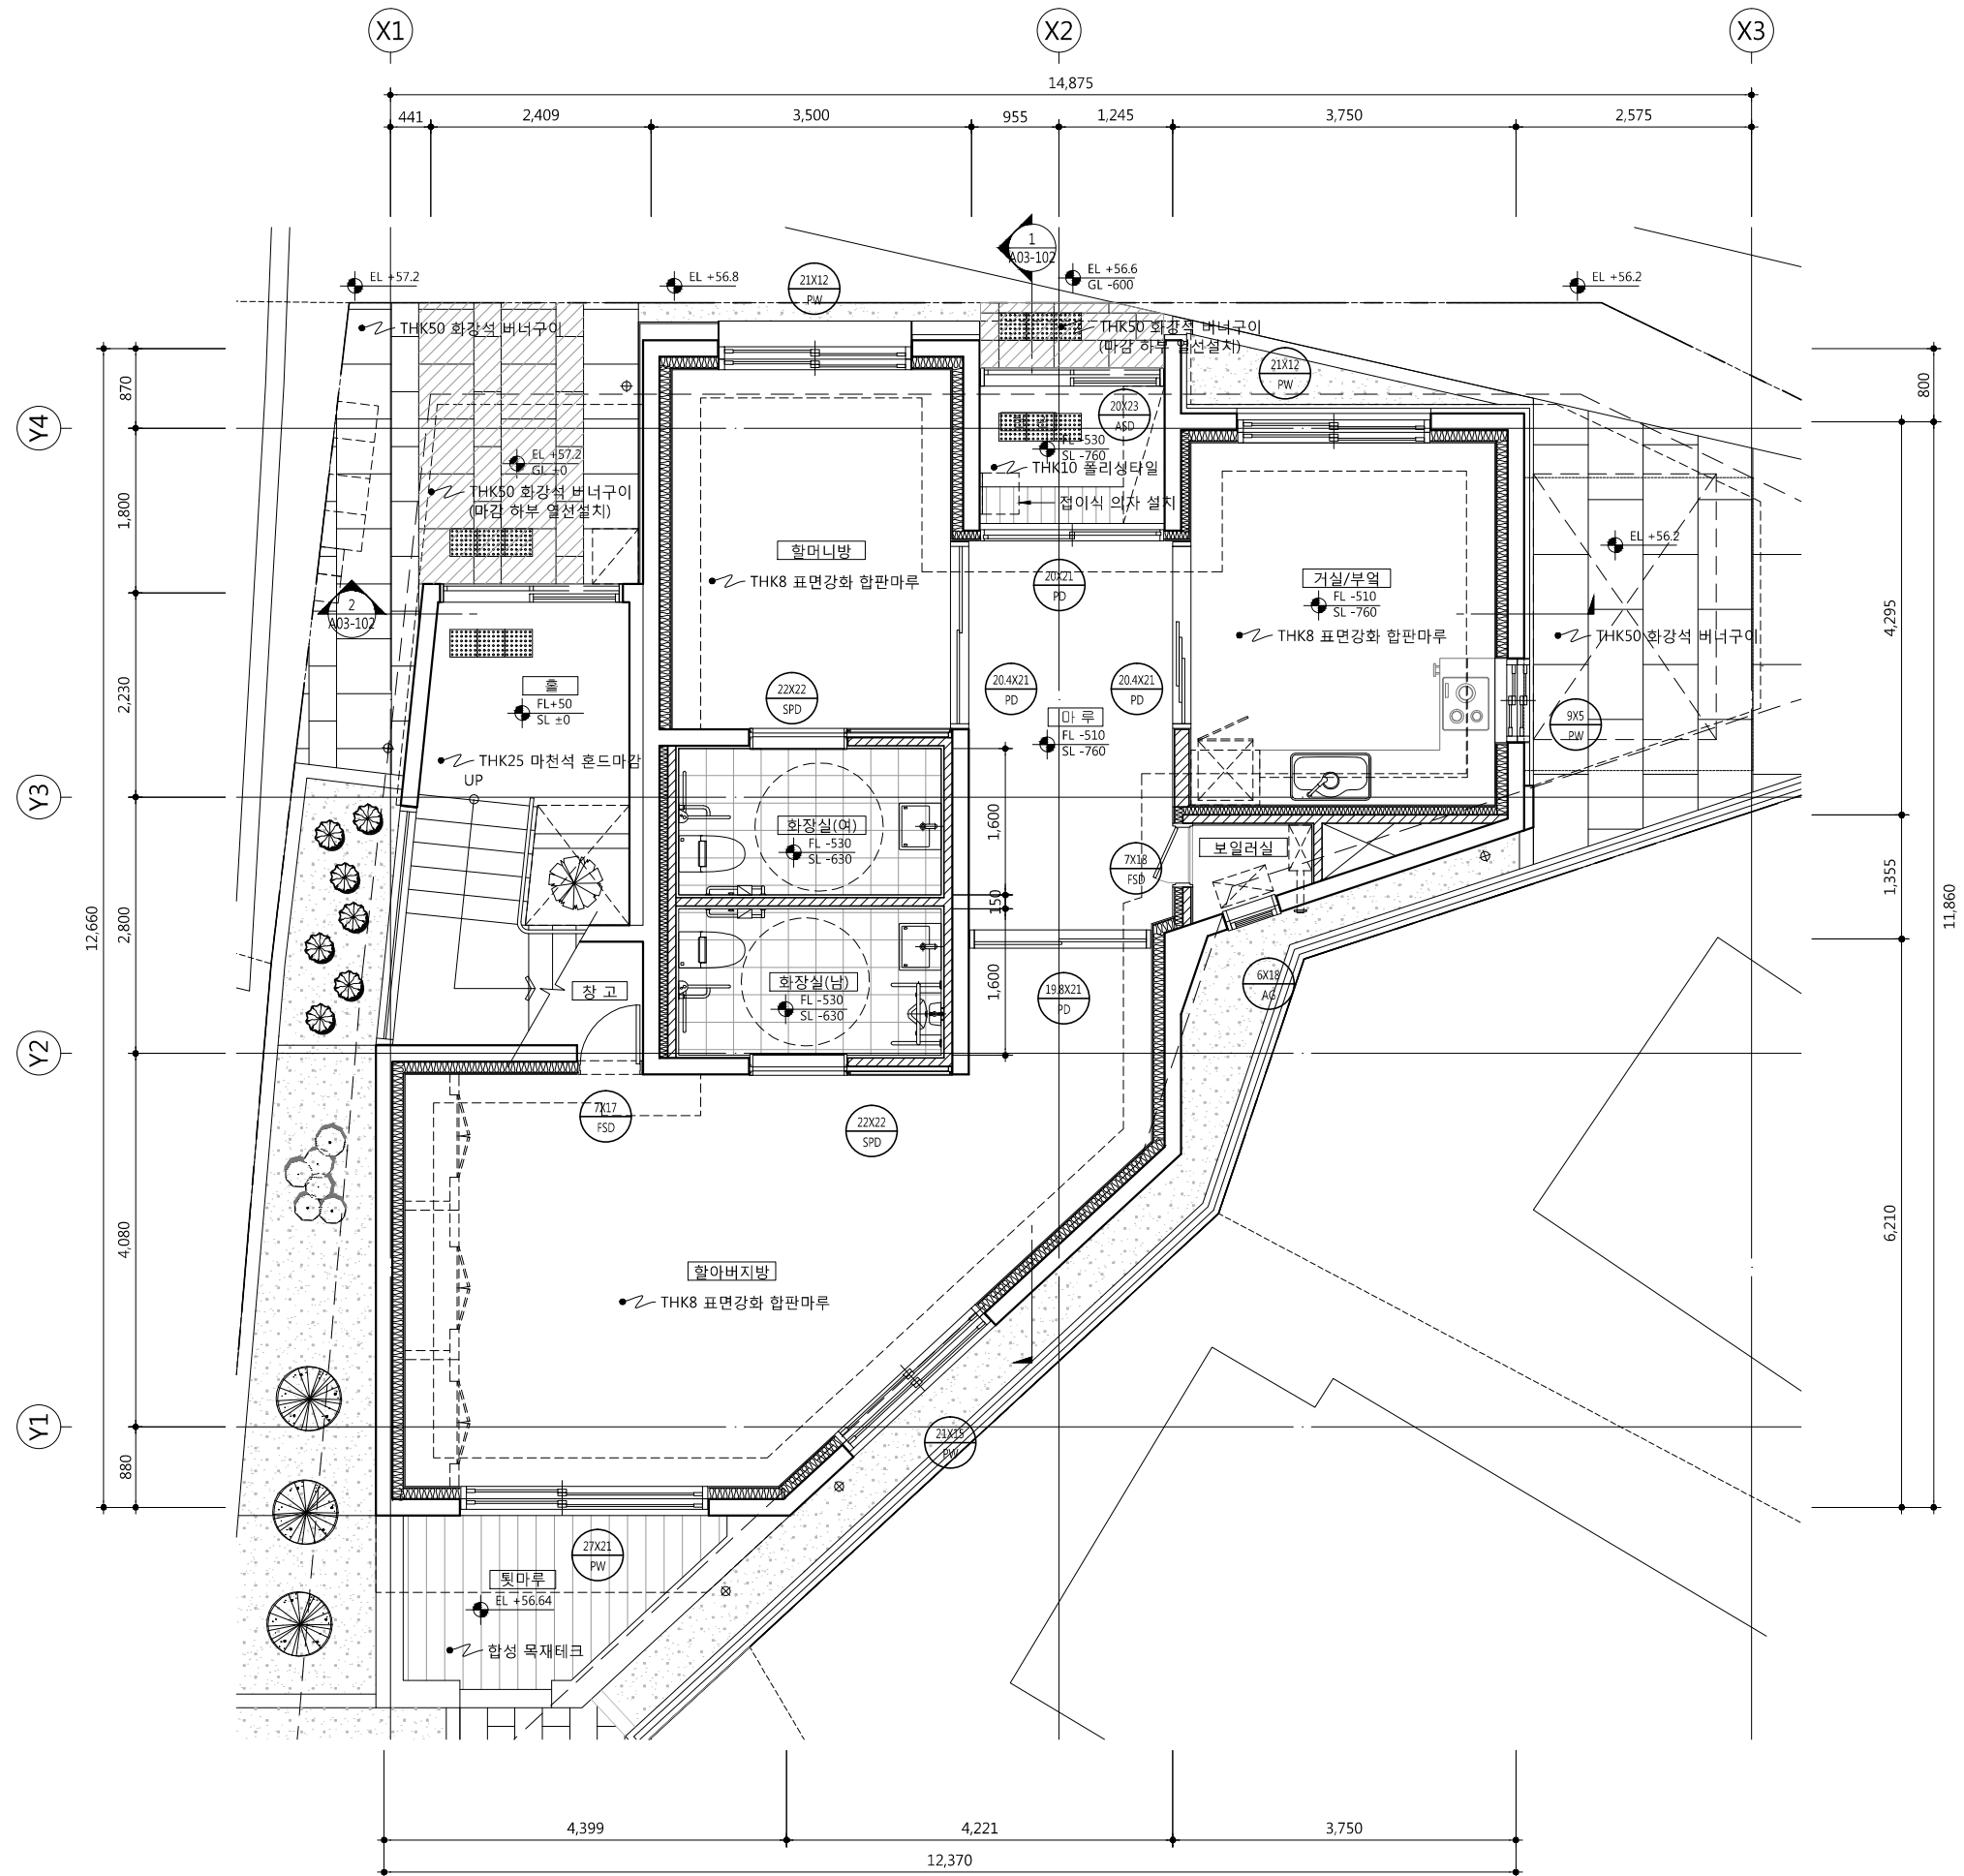 X1
X2
X3
14,875
441
2,409
3,500
955
1,245
3,750
2,575
1
A03-102
EL +57.2
EL +56.8
21X12
PW
EL +56.6
GL -600
EL +56.2
THK50 화강석 버너구이
THK50 화강석 버너구이
(마감 하부 열선설치)
21X12
PW
870
800
Y4
20X23
ASD
FL -530
SL -760
THK10 폴리싱타일
EL +57.2
GL ±0
THK50 화강석 버너구이
(마감 하부 열선설치)
접이식 의자 설치
1,800
할머니방
THK8 표면강화 합판마루
20X21
PD
거실/부엌
FL -510
SL -760
THK8 표면강화 합판마루
EL +56.2
THK50 화강석 버너구이
4,295
2
A03-102
2,230
홀
FL+50
SL ±0
22X22
SPD
20.4X21
PD
20.4X21
PD
마 루
FL -510
SL -760
9X5
PW
THK25 마천석 혼드마감
UP
Y3
화장실(여)
FL -530
SL -630
1,600
보일러실
7X18
FSD
1,355
11,860
150
12,660
2,800
화장실(남)
FL -530
SL -630
1,600
창 고
19.8X21
PD
6X18
AG
Y2
7X17
FSD
22X22
SPD
4,080
6,210
할아버지방
THK8 표면강화 합판마루
Y1
21X15
PW
880
27X21
PW
툇마루
EL +56.64
합성 목재테크
4,399
4,221
3,750
12,370